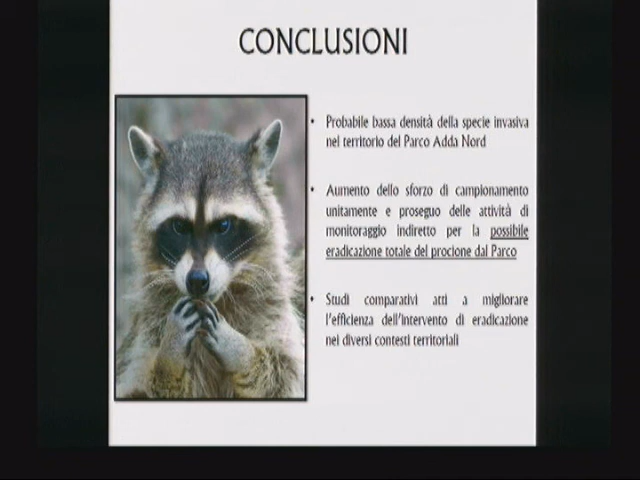 CONCLUSIONI
• Probabile bassa densità della specie invasiva
nel territorio del Parco Adda Nord
• Aumento dello sforzo di campionamento
unitamente e proseguo delle attività di
monitoraggio indiretto per la possibile
eradicazione totale del procione dal Parco
• Studi comparativi atti a migliorare
l'efficienza dell'intervento di eradicazione
nei diversi contesti territoriali